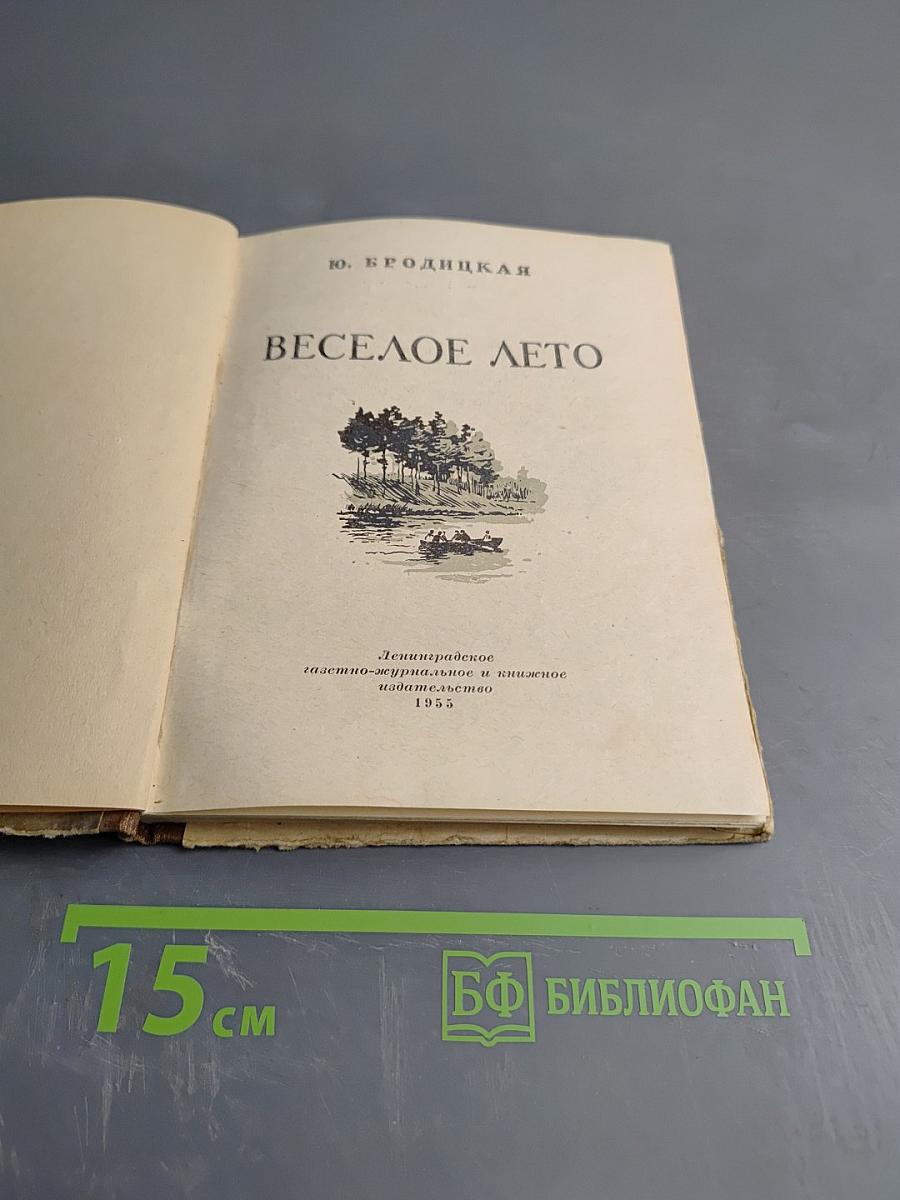 Ю. БРОДИЦКАЯ
ВЕСЕЛОЕ ЛЕТО
Ленинградское
газетно-журнальное и книжное
издательство
1955
15 см
БФ БИБЛИОФАН